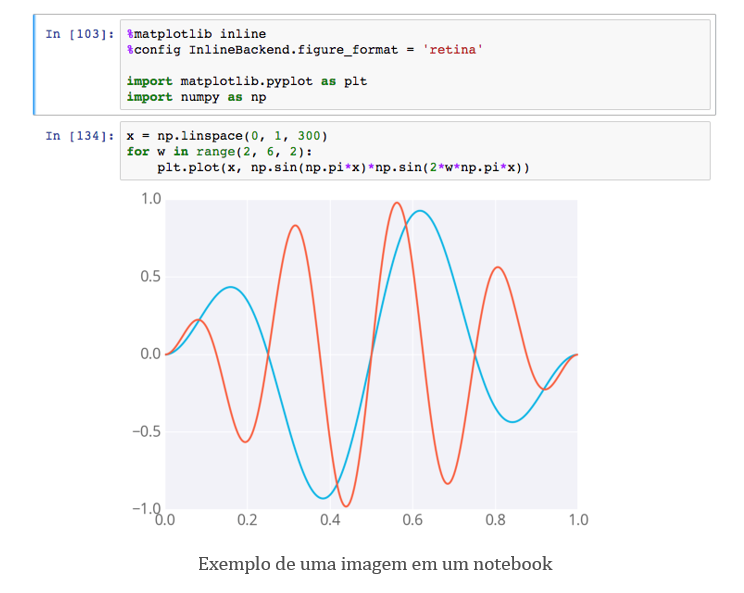 In [103]: %matplotlib inline
%config InlineBackend.figure_format = 'retina'
import matplotlib.pyplot as plt
import numpy as np
In [134]: x = np.linspace(0, 1, 300)
for w in range(2, 6, 2):
    plt.plot(x, np.sin(np.pi*x)*np.sin(2*w*np.pi*x))
1.0
0.5
0.0
−0.5
−1.0
0.0 0.2 0.4 0.6 0.8 1.0
Exemplo de uma imagem em um notebook